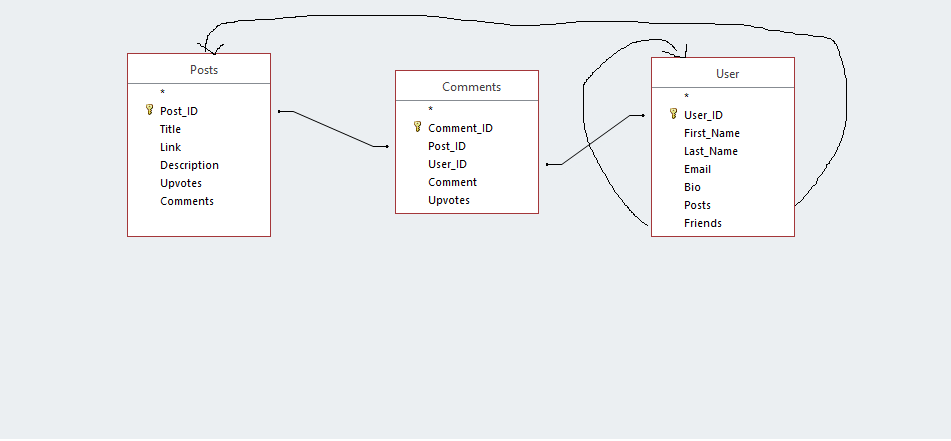 Posts
*
Post_ID
Title
Link
Description
Upvotes
Comments
Comments
*
Comment_ID
Post_ID
User_ID
Comment
Upvotes
User
*
User_ID
First_Name
Last_Name
Email
Bio
Posts
Friends